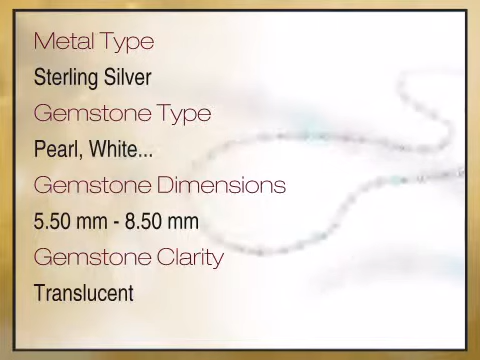 Metal Type
Sterling Silver
Gemstone Type
Pearl, White...
Gemstone Dimensions
5.50 mm - 8.50 mm
Gemstone Clarity
Translucent